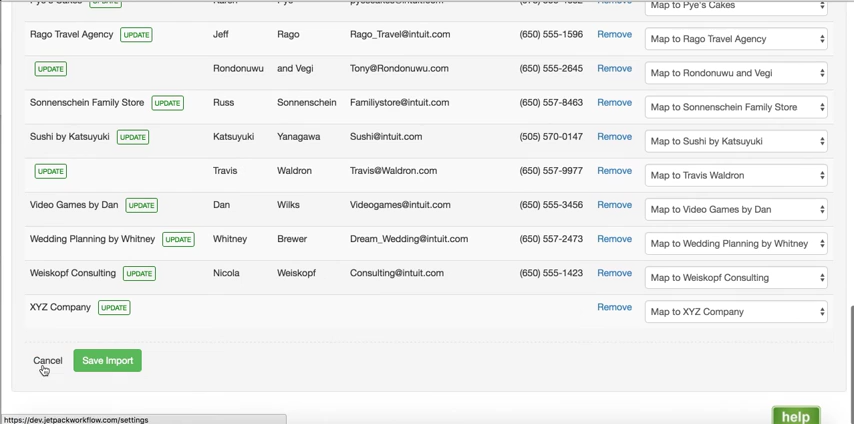 Map to Pye's Cakes
Rago Travel Agency UPDATE Jeff Rago Rago_Travel@intuit.com (650) 555-1596 Remove Map to Rago Travel Agency
UPDATE Rondonuwu and Vegi Tony@Rondonuwu.com (650) 555-2645 Remove Map to Rondonuwu and Vegi
Sonnenschein Family Store UPDATE Russ Sonnenschein Familiystore@intuit.com (650) 557-8463 Remove Map to Sonnenschein Family Store
Sushi by Katsuyuki UPDATE Katsuyuki Yanagawa Sushi@intuit.com (505) 570-0147 Remove Map to Sushi by Katsuyuki
UPDATE Travis Waldron Travis@Waldron.com (650) 557-9977 Remove Map to Travis Waldron
Video Games by Dan UPDATE Dan Wilks Videogames@intuit.com (650) 555-3456 Remove Map to Video Games by Dan
Wedding Planning by Whitney UPDATE Whitney Brewer Dream_Wedding@intuit.com (650) 557-2473 Remove Map to Wedding Planning by Whitney
Weiskopf Consulting UPDATE Nicola Weiskopf Consulting@intuit.com (650) 555-1423 Remove Map to Weiskopf Consulting
XYZ Company UPDATE Remove Map to XYZ Company
Cancel Save Import
https://dev.jetpackworkflow.com/settings
help